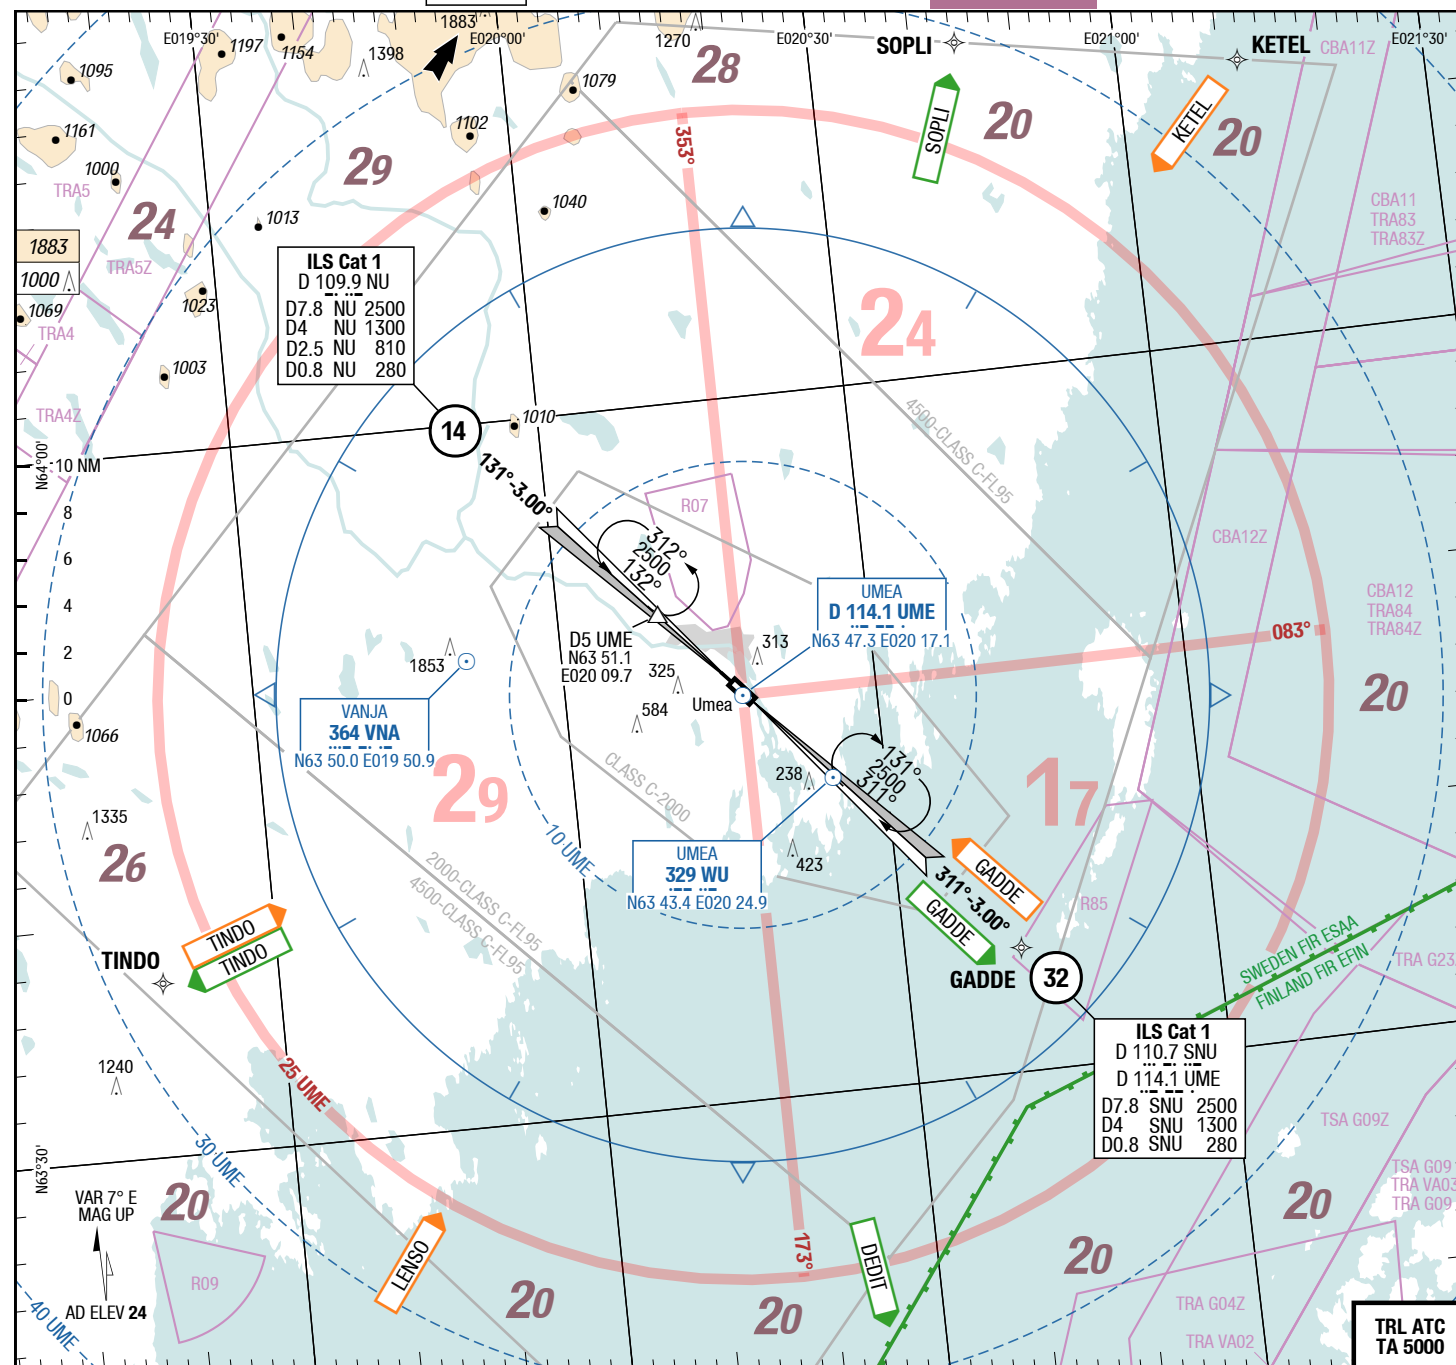 1883
E019°30'
E020°00'
1270
E020°30'
SOPLI
E021°00'
KETEL
CBA11Z
E021°30'
1197
1154
1398
28
1095
1079
SOPLI
20
KETEL
20
1161
1102
353°
29
1000
TRA5
24
1013
1040
CBA11
TRA83
TRA83Z
1883
1000
TRA5Z
1069
TRA4
1023
ILS Cat 1
D 109.9 NU
D7.8 NU 2500
D4 NU 1300
D2.5 NU 810
D0.8 NU 280
24
1003
TRA4Z
14
1010
4500-CLASS C-FL95
N64°00'
10 NM
8
6
4
2
0
131°-3.00°
R07
312°
2500
132°
CBA12Z
UMEA
D 114.1 UME
N63 47.3 E020 17.1
CBA12
TRA84
TRA84Z
D5 UME
N63 51.1
E020 09.7
313
083°
1853
325
Umea
584
20
VANJA
364 VNA
N63 50.0 E019 50.9
1066
29
CLASS C-2000
238
131°
2500
311°
17
1335
26
10 UME
UMEA
329 WU
N63 43.4 E020 24.9
423
GADDE
311°-3.00°
GADDE
R85
2000-CLASS C-FL95
4500-CLASS C-FL95
TINDO
TINDO
TINDO
GADDE
32
SWEDEN FIR ESAA
FINLAND FIR EFIN
TRA G23
ILS Cat 1
D 110.7 SNU
D 114.1 UME
D7.8 SNU 2500
D4 SNU 1300
D0.8 SNU 280
1240
25 UME
30 UME
TSA G09Z
N63°30'
TSA G09
TRA VA03
TRA G09
VAR 7° E
MAG UP
20
20
R09
AD ELEV 24
40 UME
LENSO
173°
DEDIT
20
20
20
TRA G04Z
TRA VA02
TRL ATC
TA 5000